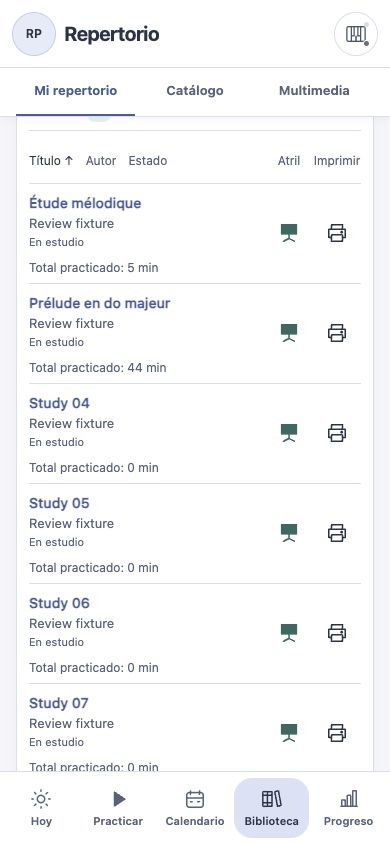 RP Repertorio
Mi repertorio Catálogo Multimedia
Título ↑ Autor Estado Atril Imprimir
Étude mélodique
Review fixture
En estudio
Total practicado: 5 min
Prélude en do majeur
Review fixture
En estudio
Total practicado: 44 min
Study 04
Review fixture
En estudio
Total practicado: 0 min
Study 05
Review fixture
En estudio
Total practicado: 0 min
Study 06
Review fixture
En estudio
Total practicado: 0 min
Study 07
Review fixture
En estudio
Total practicado: 0 min
Hoy Practicar Calendario Biblioteca Progreso